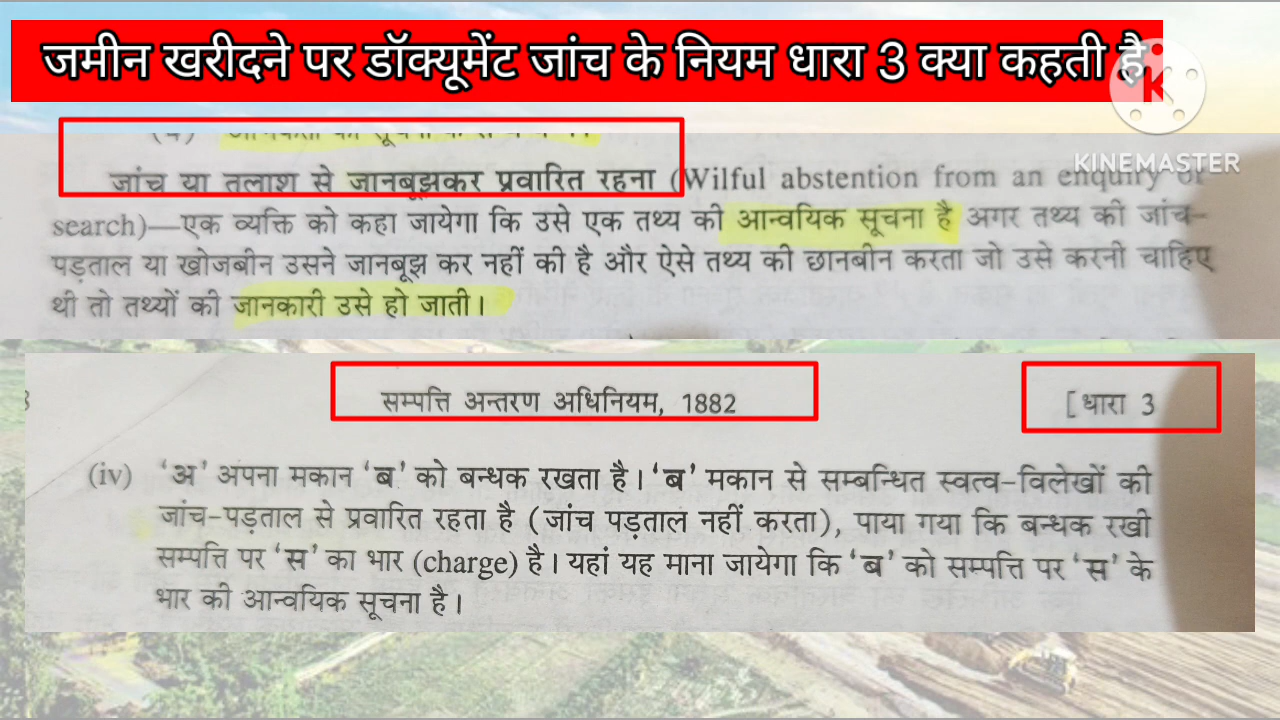 जमीन खरीदने पर डॉक्यूमेंट जांच के नियम धारा 3 क्या कहती है
K
KINEMASTER
जांच या तलाश से जानबूझकर प्रवारित रहना (Wilful abstention from an enquiry or
search)—एक व्यक्ति को कहा जायेगा कि उसे एक तथ्य की आन्वयिक सूचना है अगर तथ्य की जांच-
पड़ताल या खोजबीन उसने जानबूझ कर नहीं की है और ऐसे तथ्य की छानबीन करता जो उसे करनी चाहिए
थी तो तथ्यों की जानकारी उसे हो जाती।
सम्पत्ति अन्तरण अधिनियम, 1882 [धारा 3
(iv) 'अ' अपना मकान 'ब' को बन्धक रखता है। 'ब' मकान से सम्बन्धित स्वत्व-विलेखों की
जांच-पड़ताल से प्रवारित रहता है (जांच पड़ताल नहीं करता), पाया गया कि बन्धक रखी
सम्पत्ति पर 'स' का भार (charge) है। यहां यह माना जायेगा कि 'ब' को सम्पत्ति पर 'स' के
भार की आन्वयिक सूचना है।